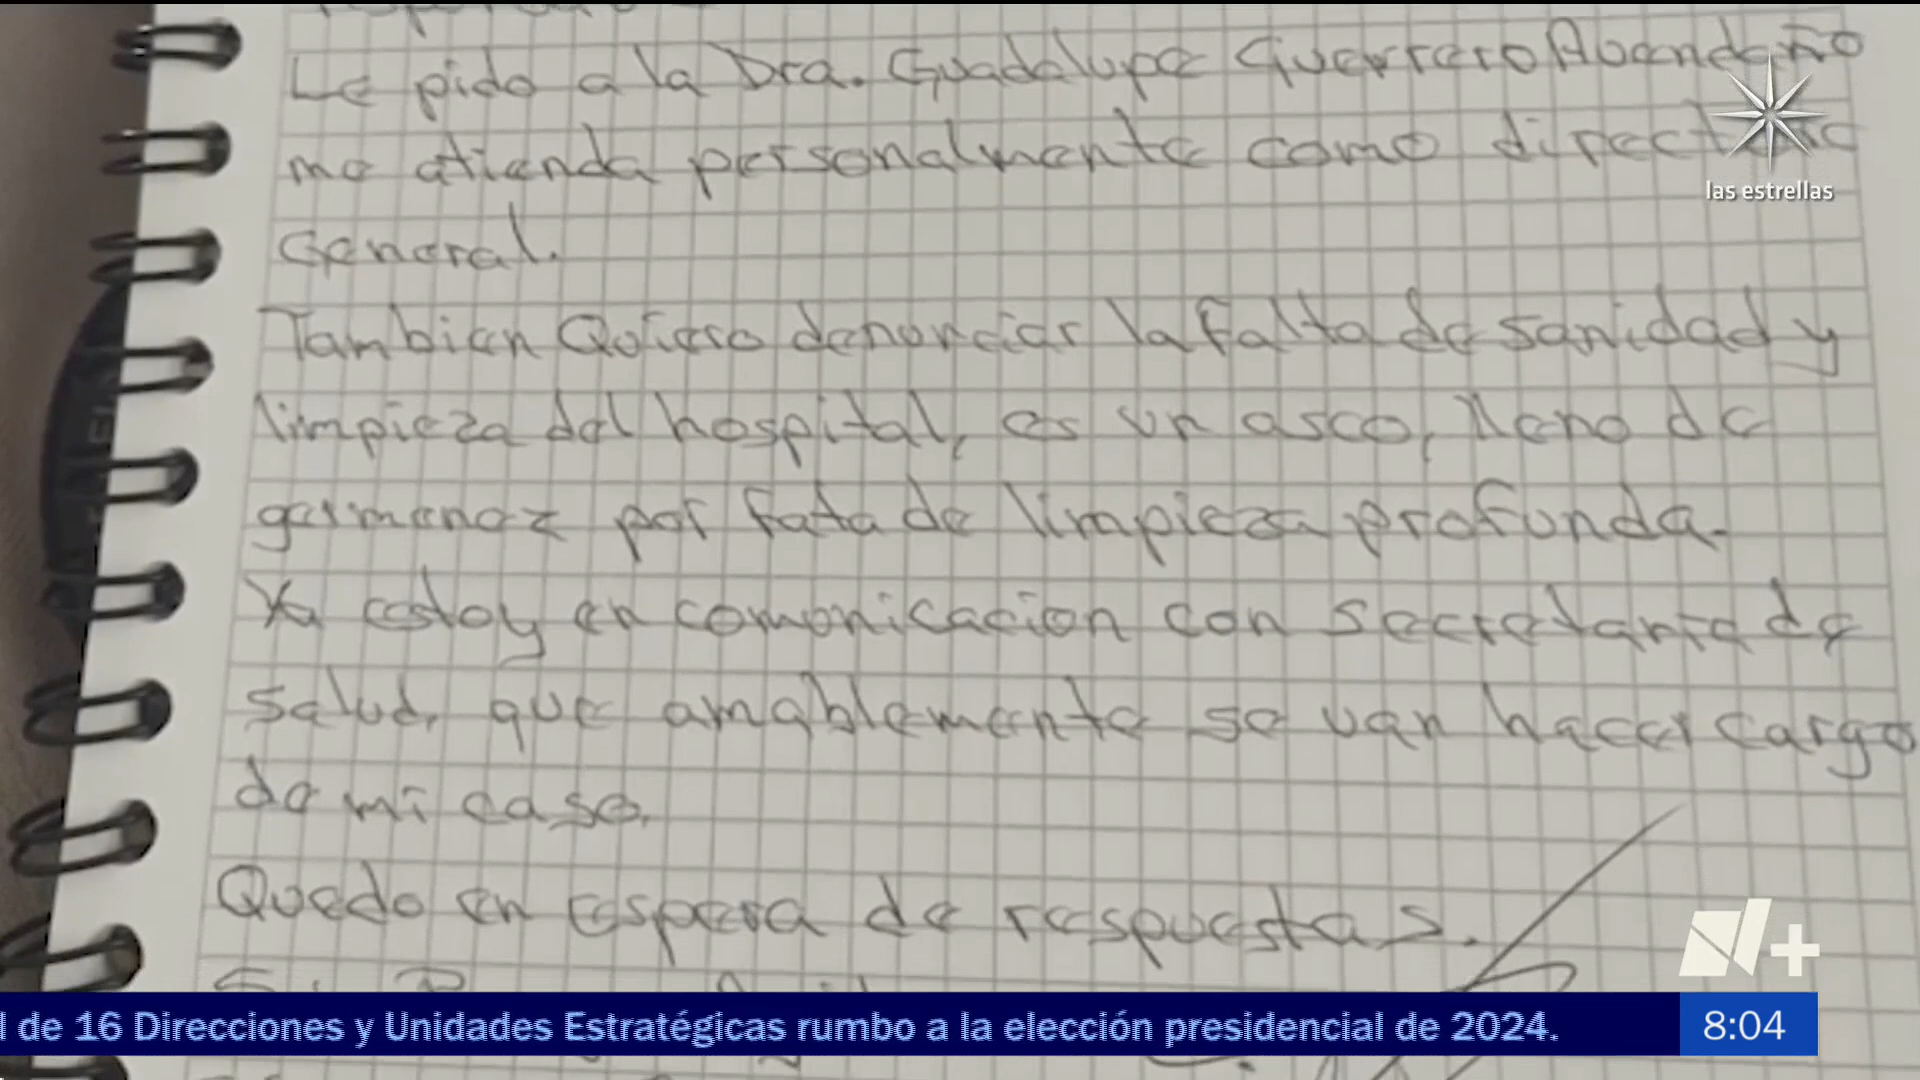 Le pido a la Dra. Guadalupe Guerrero Avendaño
me atienda personalmente como directora
General.
Tambien Quiero denunciar la falta de sanidad y
limpieza del hospital, es un asco, lleno de
germenez por fata de limpieza profunda.
Ya estoy en comunicacion con secretaria de
salud, que amablemente se van hacer cargo
de mi caso.
Quedo en espera de respuestas.
las estrellas
N+
l de 16 Direcciones y Unidades Estratégicas rumbo a la elección presidencial de 2024.
8:04